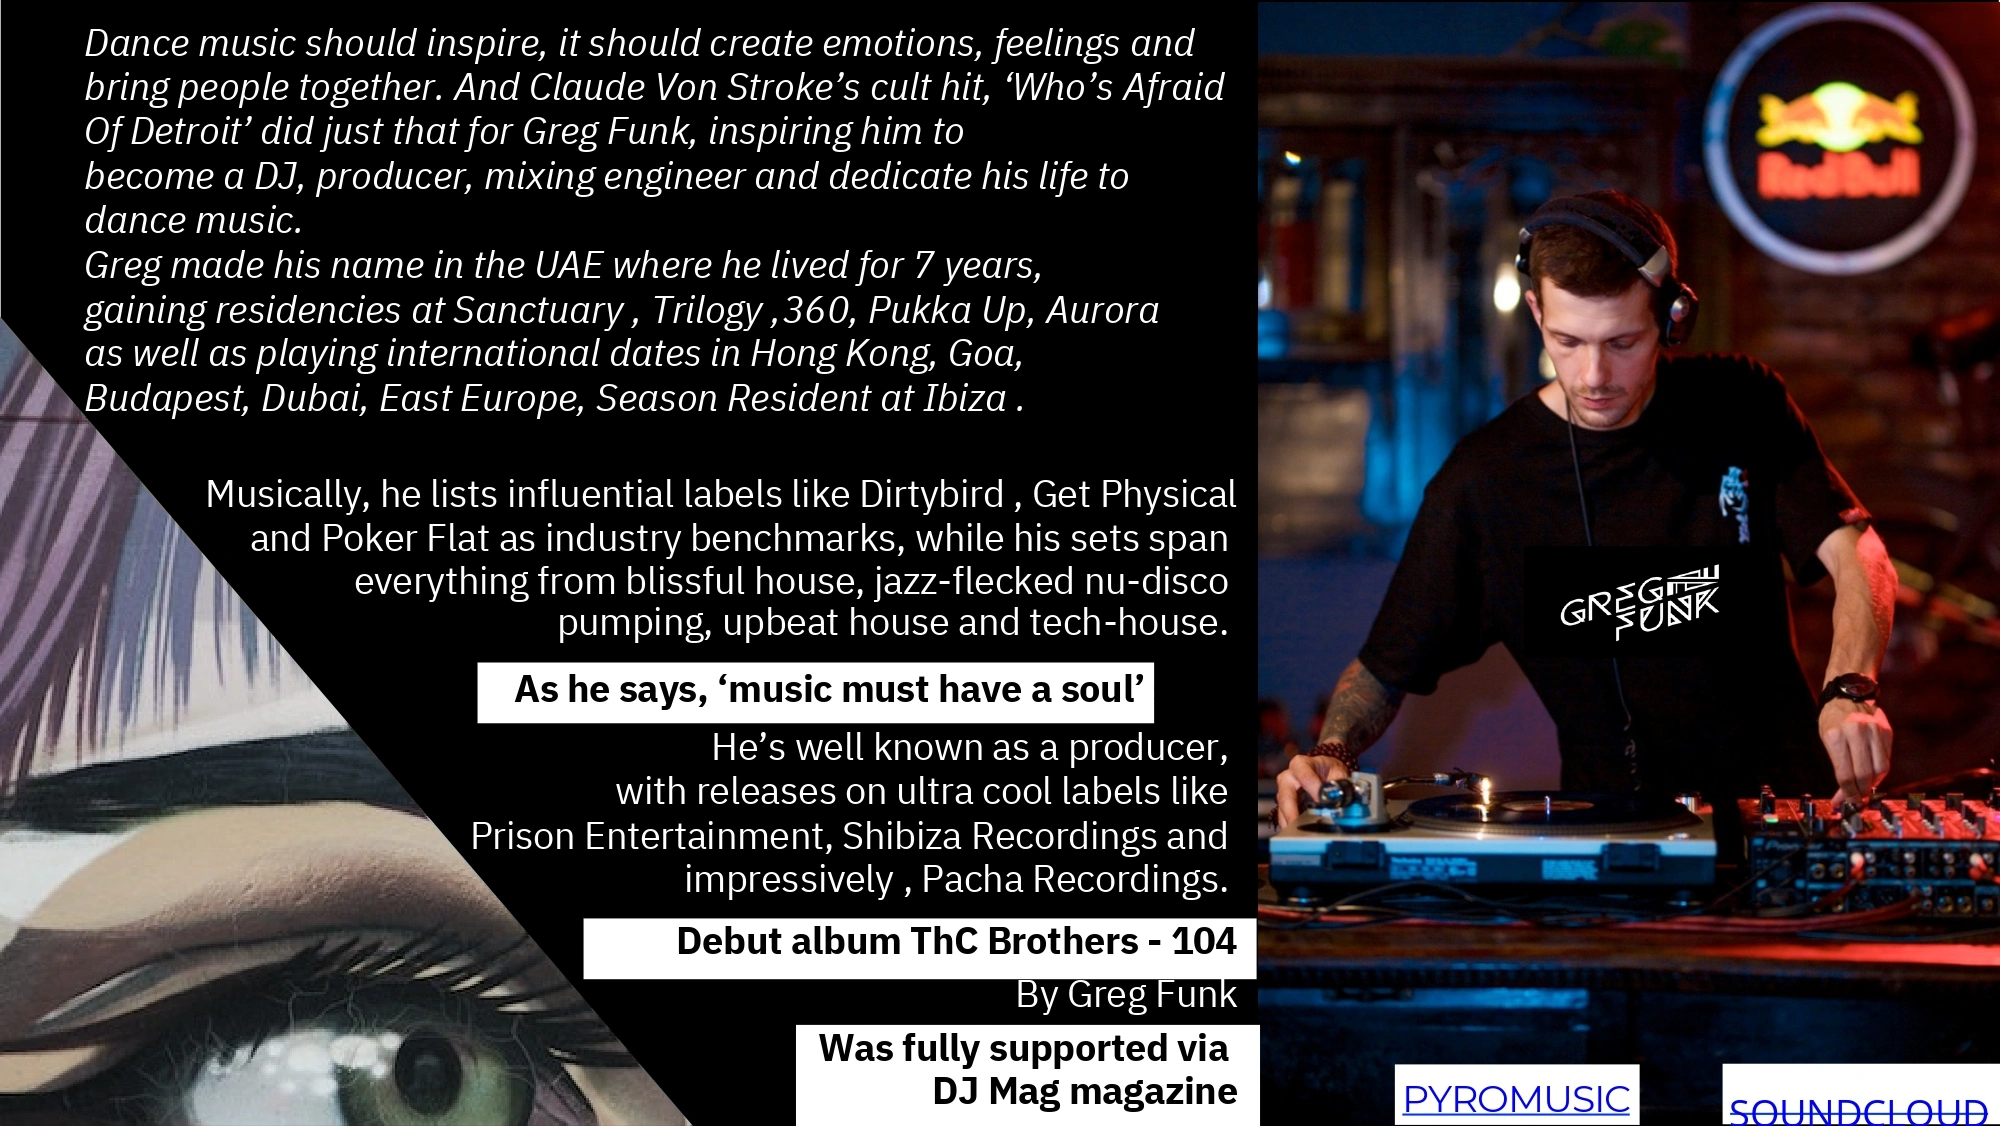 Dance music should inspire, it should create emotions, feelings and
bring people together. And Claude Von Stroke’s cult hit, ‘Who’s Afraid
Of Detroit’ did just that for Greg Funk, inspiring him to
become a DJ, producer, mixing engineer and dedicate his life to
dance music.
Greg made his name in the UAE where he lived for 7 years,
gaining residencies at Sanctuary , Trilogy ,360, Pukka Up, Aurora
as well as playing international dates in Hong Kong, Goa,
Budapest, Dubai, East Europe, Season Resident at Ibiza .
Musically, he lists influential labels like Dirtybird , Get Physical
and Poker Flat as industry benchmarks, while his sets span
everything from blissful house, jazz-flecked nu-disco
pumping, upbeat house and tech-house.
As he says, ‘music must have a soul’
He’s well known as a producer,
with releases on ultra cool labels like
Prison Entertainment, Shibiza Recordings and
impressively , Pacha Recordings.
Debut album ThC Brothers - 104
By Greg Funk
Was fully supported via
DJ Mag magazine
Red Bull
GREG
FUNK
PYROMUSIC
SOUNDCLOUD